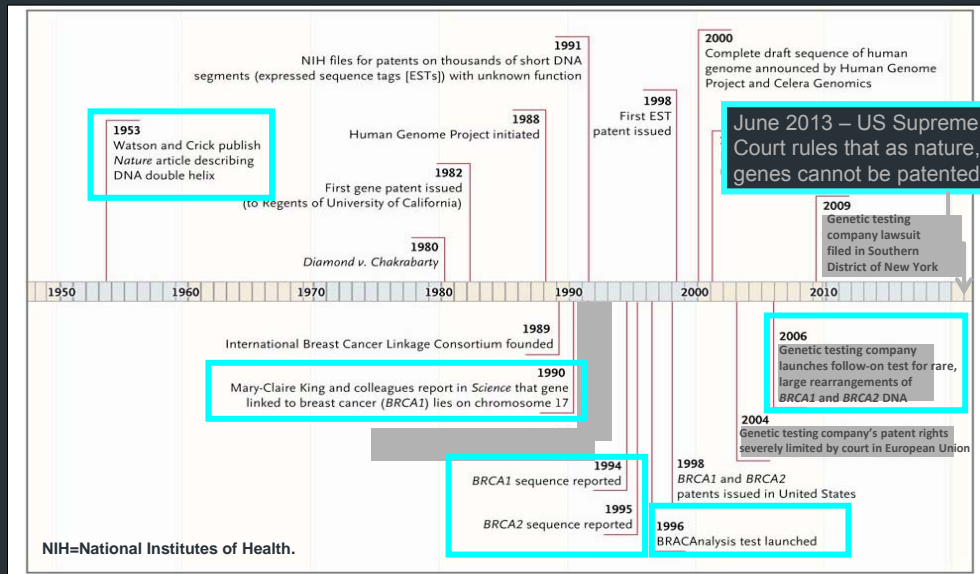 1991
NIH files for patents on thousands of short DNA
segments (expressed sequence tags [ESTs]) with unknown function
2000
Complete draft sequence of human
genome announced by Human Genome
Project and Celera Genomics
1998
First EST
patent issued
1988
Human Genome Project initiated
June 2013 – US Supreme
Court rules that as nature,
genes cannot be patented
1953
Watson and Crick publish
Nature article describing
DNA double helix
1982
First gene patent issued
(to Regents of University of California)
2009
Genetic testing
company lawsuit
filed in Southern
District of New York
1980
Diamond v. Chakrabarty
1950 1960 1970 1980 1990 2000 2010
1989
International Breast Cancer Linkage Consortium founded
1990
Mary-Claire King and colleagues report in Science that gene
linked to breast cancer (BRCA1) lies on chromosome 17
2006
Genetic testing company
launches follow-on test for rare,
large rearrangements of
BRCA1 and BRCA2 DNA
2004
Genetic testing company's patent rights
severely limited by court in European Union
1994
BRCA1 sequence reported
1998
BRCA1 and BRCA2
patents issued in United States
1995
BRCA2 sequence reported
1996
BRACAnalysis test launched
NIH=National Institutes of Health.